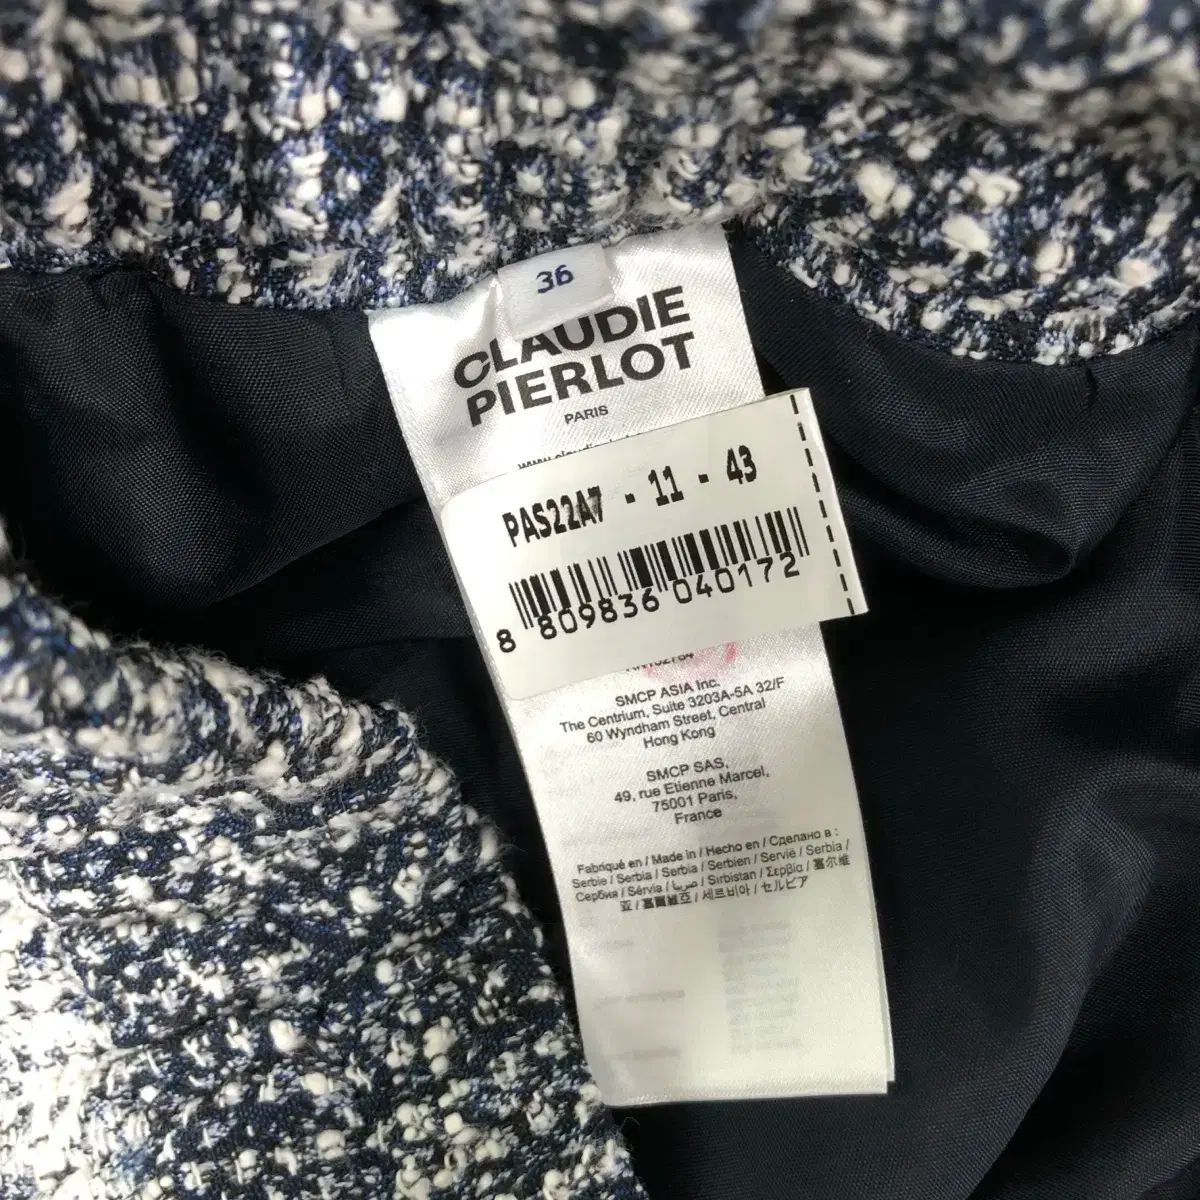 36
CLAUDIE
PIERLOT
PARIS
PAS22A7 - 11 - 43
8 809836 040172
SMCP ASIA Inc.
The Centrium, Suite 3203A-5A 32/F
60 Wyndham Street, Central
Hong Kong
SMCP SAS,
49, rue Etienne Marcel,
75001 Paris,
France
Fabriqué en / Made in / Hecho en / Сделано в :
Serbie / Serbia / Serbia / Serbien / Servië / Serbia /
Сербия / Sérvia / صربيا / Sırbistan / Σερβία / 塞尔维
亚 / 塞爾維亞 / 세르비아 / セルビア